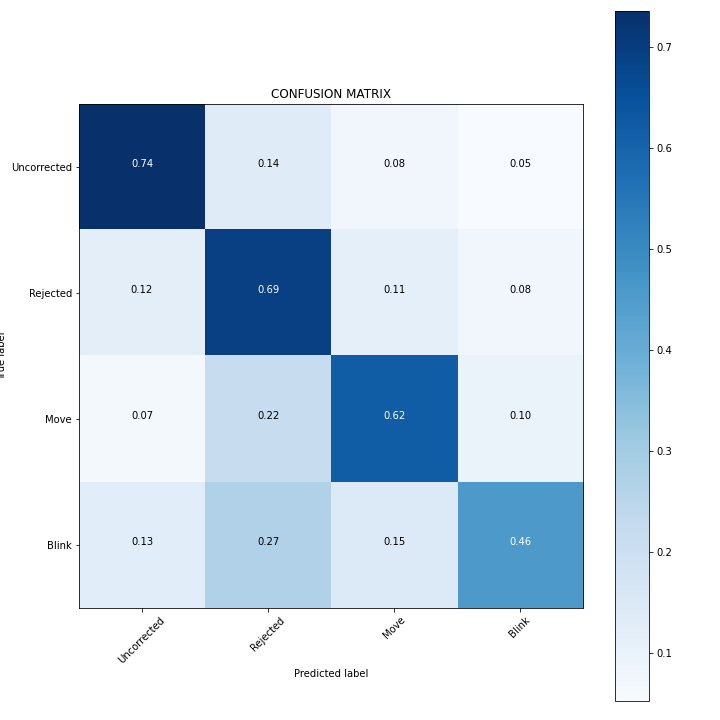 CONFUSION MATRIX
Uncorrected 0.74 0.14 0.08 0.05
Rejected 0.12 0.69 0.11 0.08
Move 0.07 0.22 0.62 0.10
Blink 0.13 0.27 0.15 0.46
Uncorrected Rejected Move Blink
Predicted label
0.7
0.6
0.5
0.4
0.3
0.2
0.1